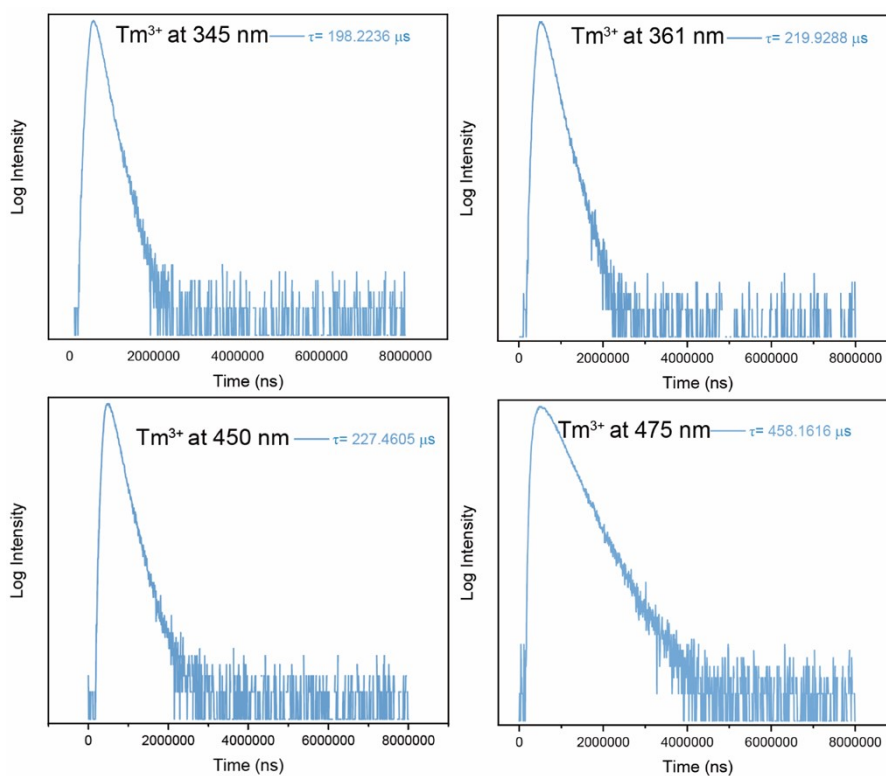 Tm³⁺ at 345 nm τ= 198.2236 μs
Log Intensity
0 2000000 4000000 6000000 8000000
Time (ns)
Tm³⁺ at 361 nm τ= 219.9288 μs
Log Intensity
0 2000000 4000000 6000000 8000000
Time (ns)
Tm³⁺ at 450 nm τ= 227.4605 μs
Log Intensity
0 2000000 4000000 6000000 8000000
Time (ns)
Tm³⁺ at 475 nm τ= 458.1616 μs
Log Intensity
0 2000000 4000000 6000000 8000000
Time (ns)